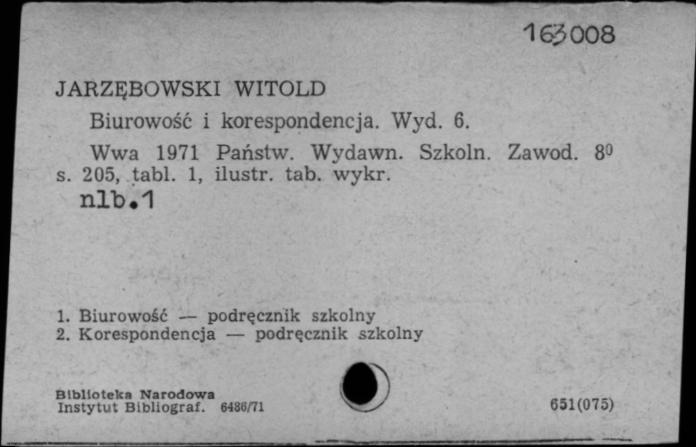 163008
JARZĘBOWSKI WITOLD
Biurowość i korespondencja. Wyd. 6.
Wwa 1971 Państw. Wydawn. Szkoln. Zawod. 8⁰
s. 205, tabl. 1, ilustr. tab. wykr.
nlb.1
1. Biurowość — podręcznik szkolny
2. Korespondencja — podręcznik szkolny
Biblioteka Narodowa
Instytut Bibliograf. 6486/71
651(075)